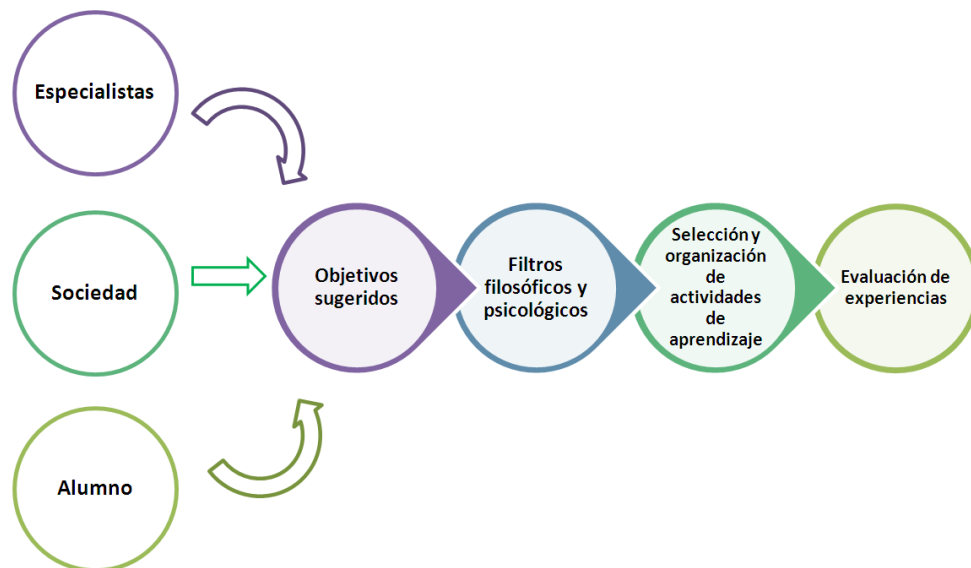 Especialistas
Sociedad
Alumno
Objetivos
sugeridos
Filtros
filosóficos y
psicológicos
Selección y
organización
de
actividades
de
aprendizaje
Evaluación de
experiencias